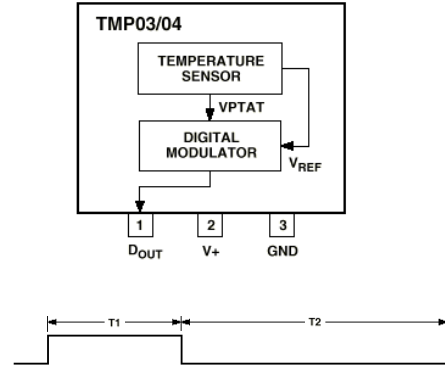 TMP03/04
TEMPERATURE
SENSOR
VPTAT
DIGITAL
MODULATOR
VREF
1
2
3
DOUT
V+
GND
T1
T2